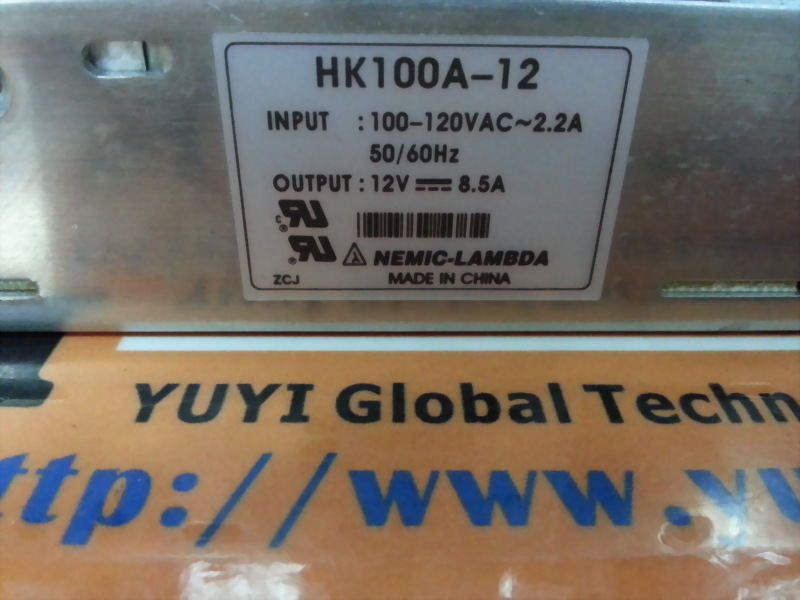 HK100A-12
INPUT : 100-120VAC~2.2A
50/60Hz
OUTPUT : 12V ⎓ 8.5A
NEMIC-LAMBDA
ZCJ MADE IN CHINA
YUYI Global Techn
ttp://www.yu